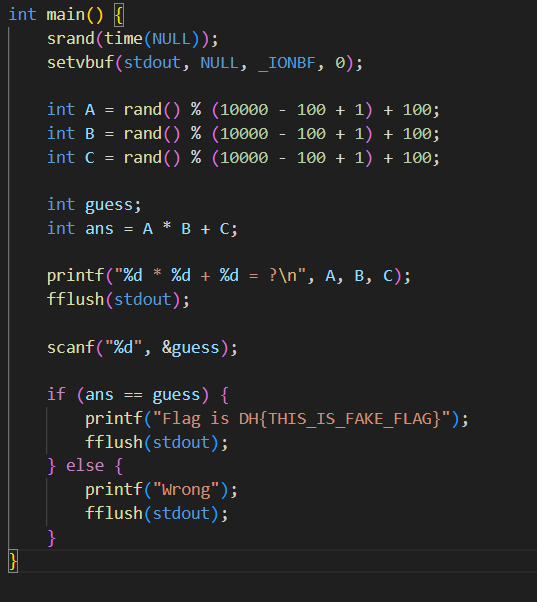 int main() {
    srand(time(NULL));
    setvbuf(stdout, NULL, _IONBF, 0);

    int A = rand() % (10000 - 100 + 1) + 100;
    int B = rand() % (10000 - 100 + 1) + 100;
    int C = rand() % (10000 - 100 + 1) + 100;

    int guess;
    int ans = A * B + C;

    printf("%d * %d + %d = ?\n", A, B, C);
    fflush(stdout);

    scanf("%d", &guess);

    if (ans == guess) {
        printf("Flag is DH{THIS_IS_FAKE_FLAG}");
        fflush(stdout);
    } else {
        printf("Wrong");
        fflush(stdout);
    }
}